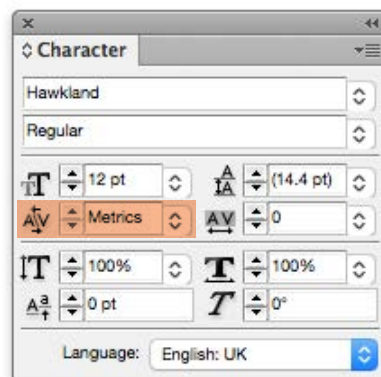 Character
Hawkland
Regular
12 pt (14.4 pt)
Metrics 0
100% 100%
0 pt 0°
Language: English: UK